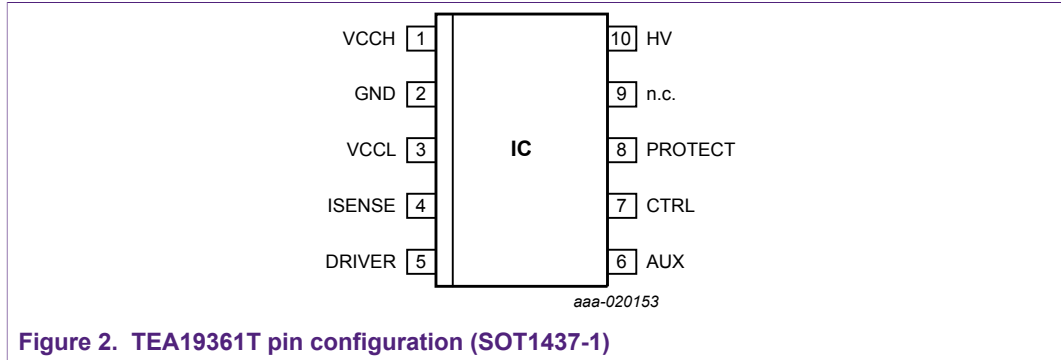 VCCH 1 10 HV
GND 2 9 n.c.
VCCL 3 IC 8 PROTECT
ISENSE 4 7 CTRL
DRIVER 5 6 AUX
aaa-020153
Figure 2. TEA19361T pin configuration (SOT1437-1)